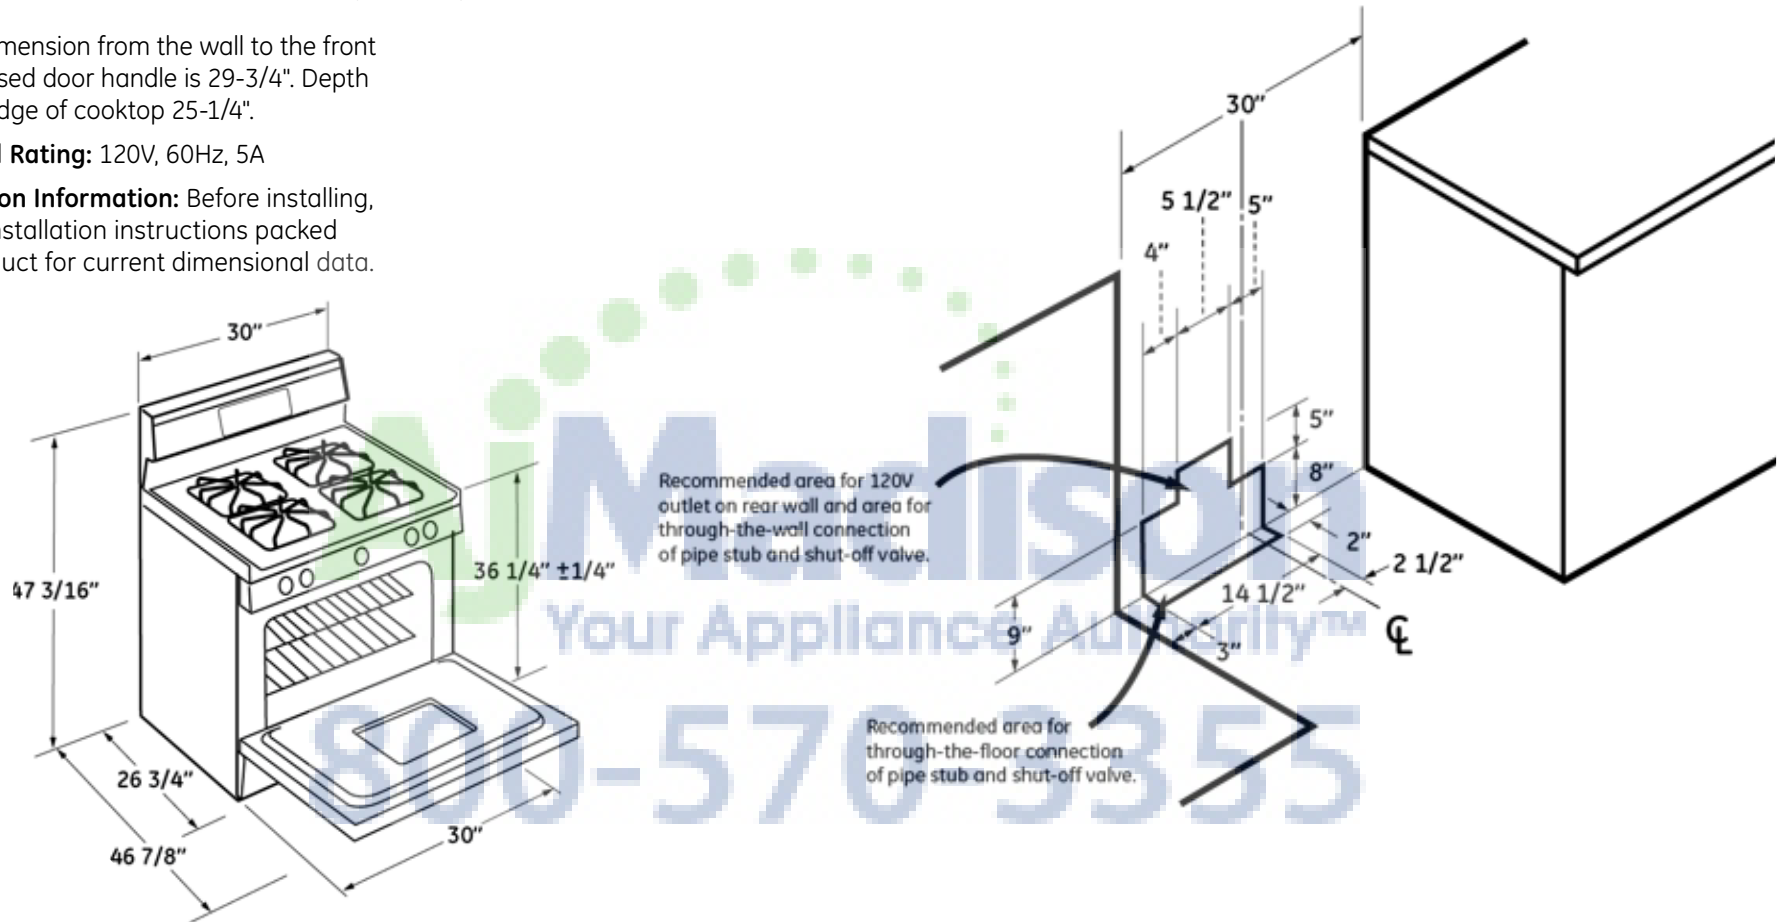 mension from the wall to the front
sed door handle is 29-3/4". Depth
dge of cooktop 25-1/4".
Rating: 120V, 60Hz, 5A
on Information: Before installing,
nstallation instructions packed
uct for current dimensional data.
30"
47 3/16"
36 1/4" ±1/4"
26 3/4"
46 7/8"
30"
30"
5 1/2" 5"
4"
5"
8"
2"
2 1/2"
14 1/2"
℄
9"
3"
Recommended area for 120V
outlet on rear wall and area for
through-the-wall connection
of pipe stub and shut-off valve.
Recommended area for
through-the-floor connection
of pipe stub and shut-off valve.
AjMadison
Your Appliance Authority™
800-570-3355